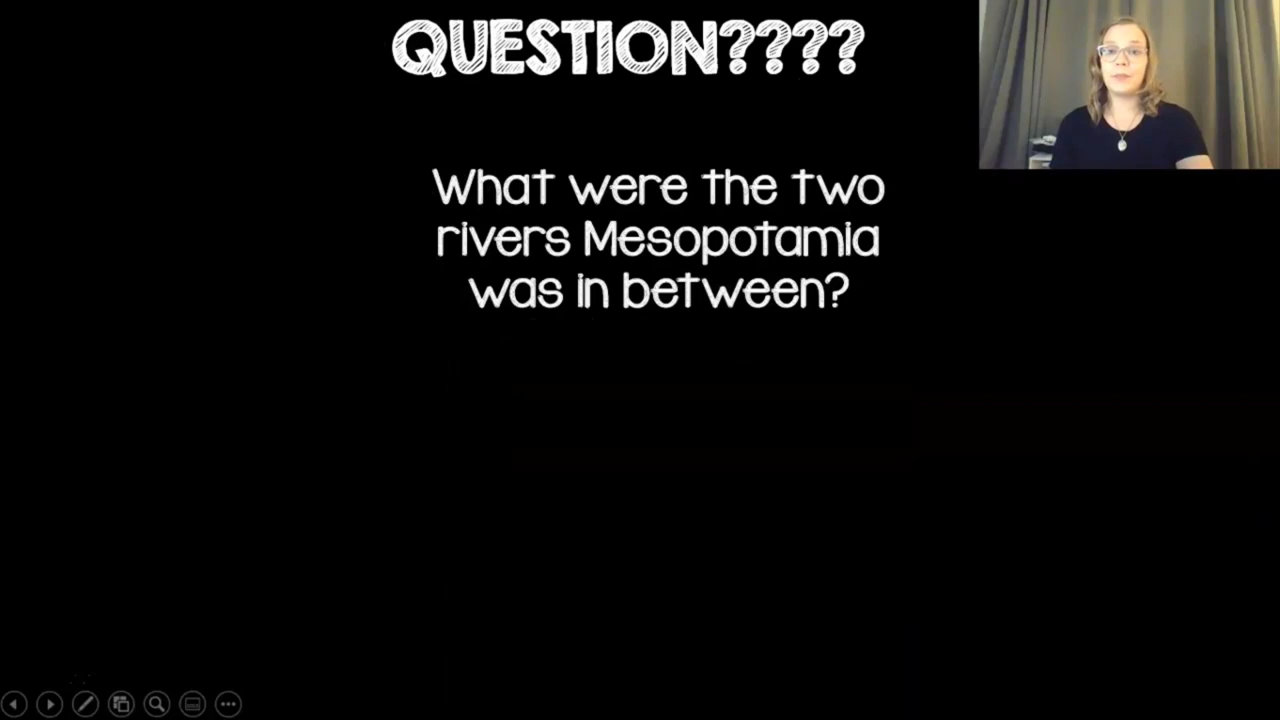 QUESTION????
What were the two
rivers Mesopotamia
was in between?